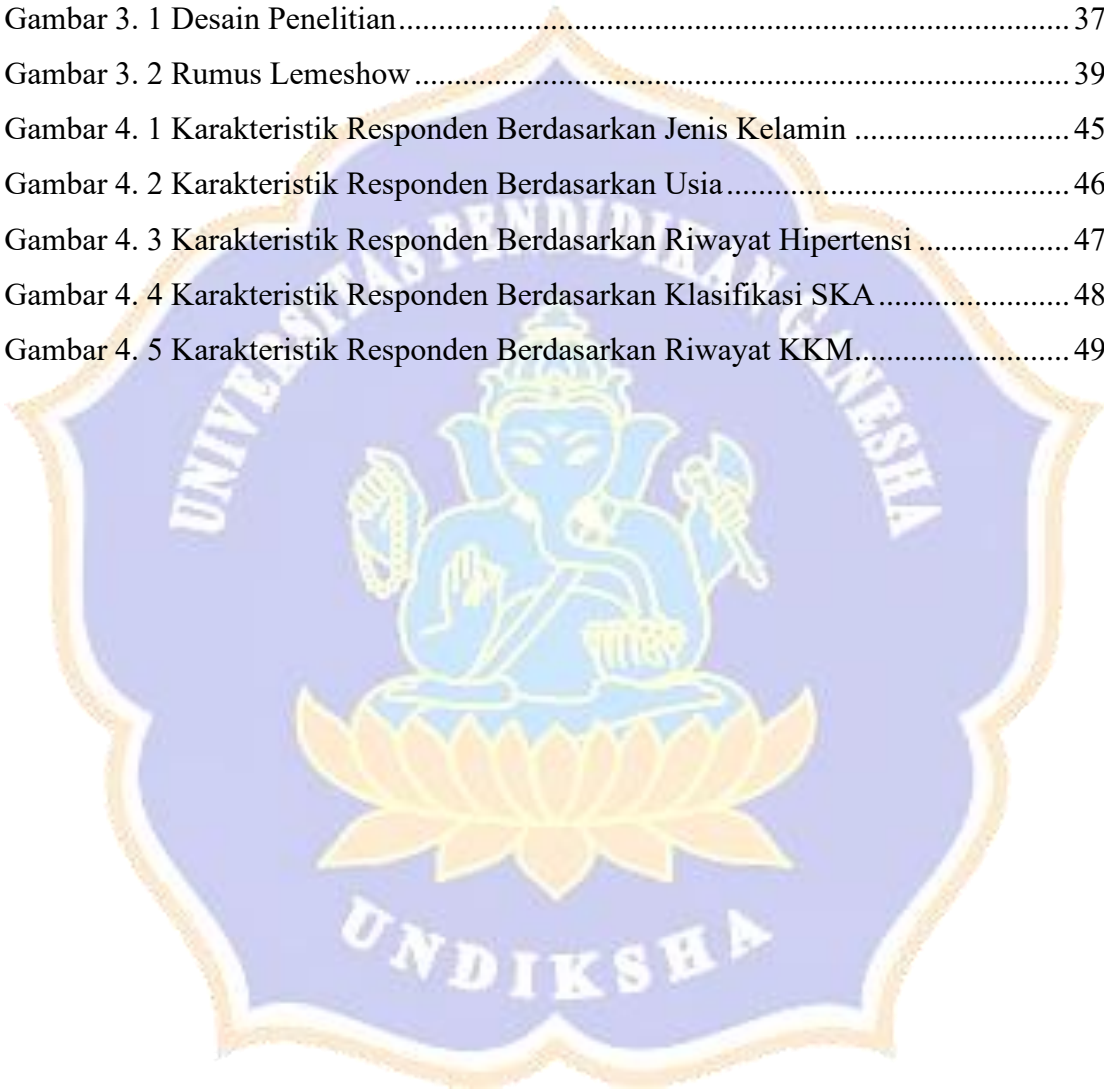 Gambar 3. 1 Desain Penelitian.......................................................................................................... 37
Gambar 3. 2 Rumus Lemeshow....................................................................................................... 39
Gambar 4. 1 Karakteristik Responden Berdasarkan Jenis Kelamin ................................. 45
Gambar 4. 2 Karakteristik Responden Berdasarkan Usia.................................................. 46
Gambar 4. 3 Karakteristik Responden Berdasarkan Riwayat Hipertensi ....................... 47
Gambar 4. 4 Karakteristik Responden Berdasarkan Klasifikasi SKA............................. 48
Gambar 4. 5 Karakteristik Responden Berdasarkan Riwayat KKM................................ 49
UNIVERSITAS PENDIDIKAN GANESHA
UNDIKSHA